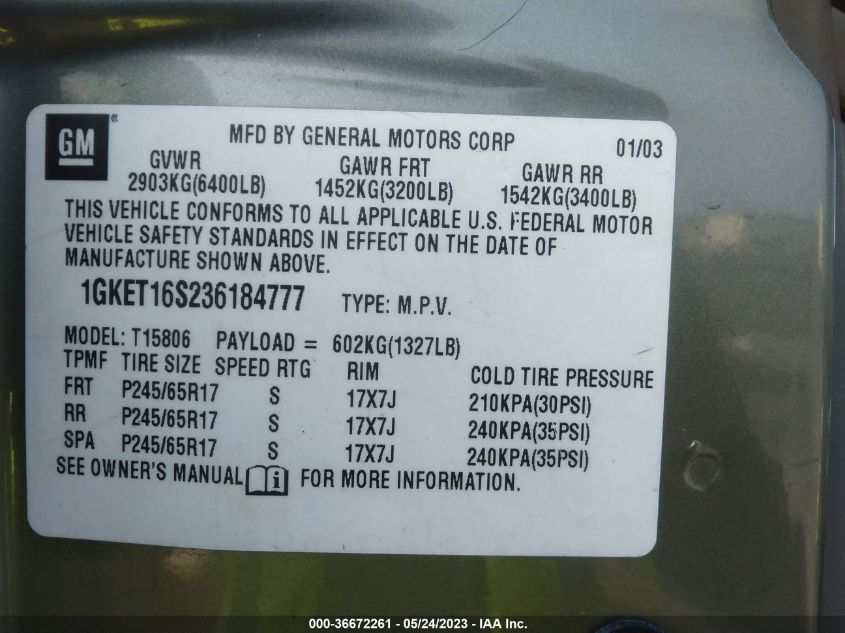 GM®
MFD BY GENERAL MOTORS CORP 01/03
GVWR GAWR FRT GAWR RR
2903KG(6400LB) 1452KG(3200LB) 1542KG(3400LB)
THIS VEHICLE CONFORMS TO ALL APPLICABLE U.S. FEDERAL MOTOR
VEHICLE SAFETY STANDARDS IN EFFECT ON THE DATE OF
MANUFACTURE SHOWN ABOVE.
1GKET16S236184777 TYPE: M.P.V.
MODEL: T15806 PAYLOAD = 602KG(1327LB)
TPMF TIRE SIZE SPEED RTG RIM COLD TIRE PRESSURE
FRT P245/65R17 S 17X7J 210KPA(30PSI)
RR P245/65R17 S 17X7J 240KPA(35PSI)
SPA P245/65R17 S 17X7J 240KPA(35PSI)
SEE OWNER'S MANUAL i FOR MORE INFORMATION.
000-36672261 - 05/24/2023 - IAA Inc.